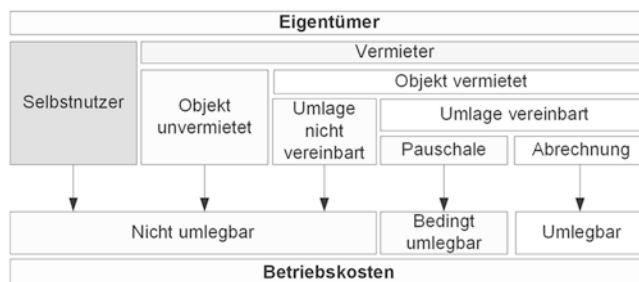 Eigentümer
Selbstnutzer
Vermieter
Objekt
unvermietet
Objekt vermietet
Umlage
nicht
vereinbart
Umlage vereinbart
Pauschale
Abrechnung
Nicht umlegbar
Bedingt
umlegbar
Umlegbar
Betriebskosten